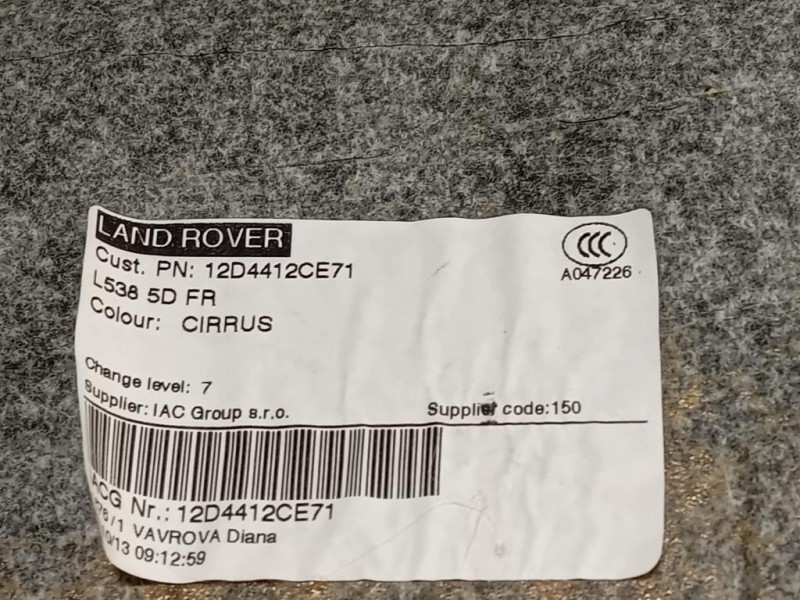 LAND ROVER
CCC
A047226
Cust. PN: 12D4412CE71
L538 5D FR
Colour: CIRRUS
Change level: 7
Supplier: IAC Group s.r.o.
Supplier code:150
ACG Nr.: 12D4412CE71
VAVROVA Diana
09:12:59